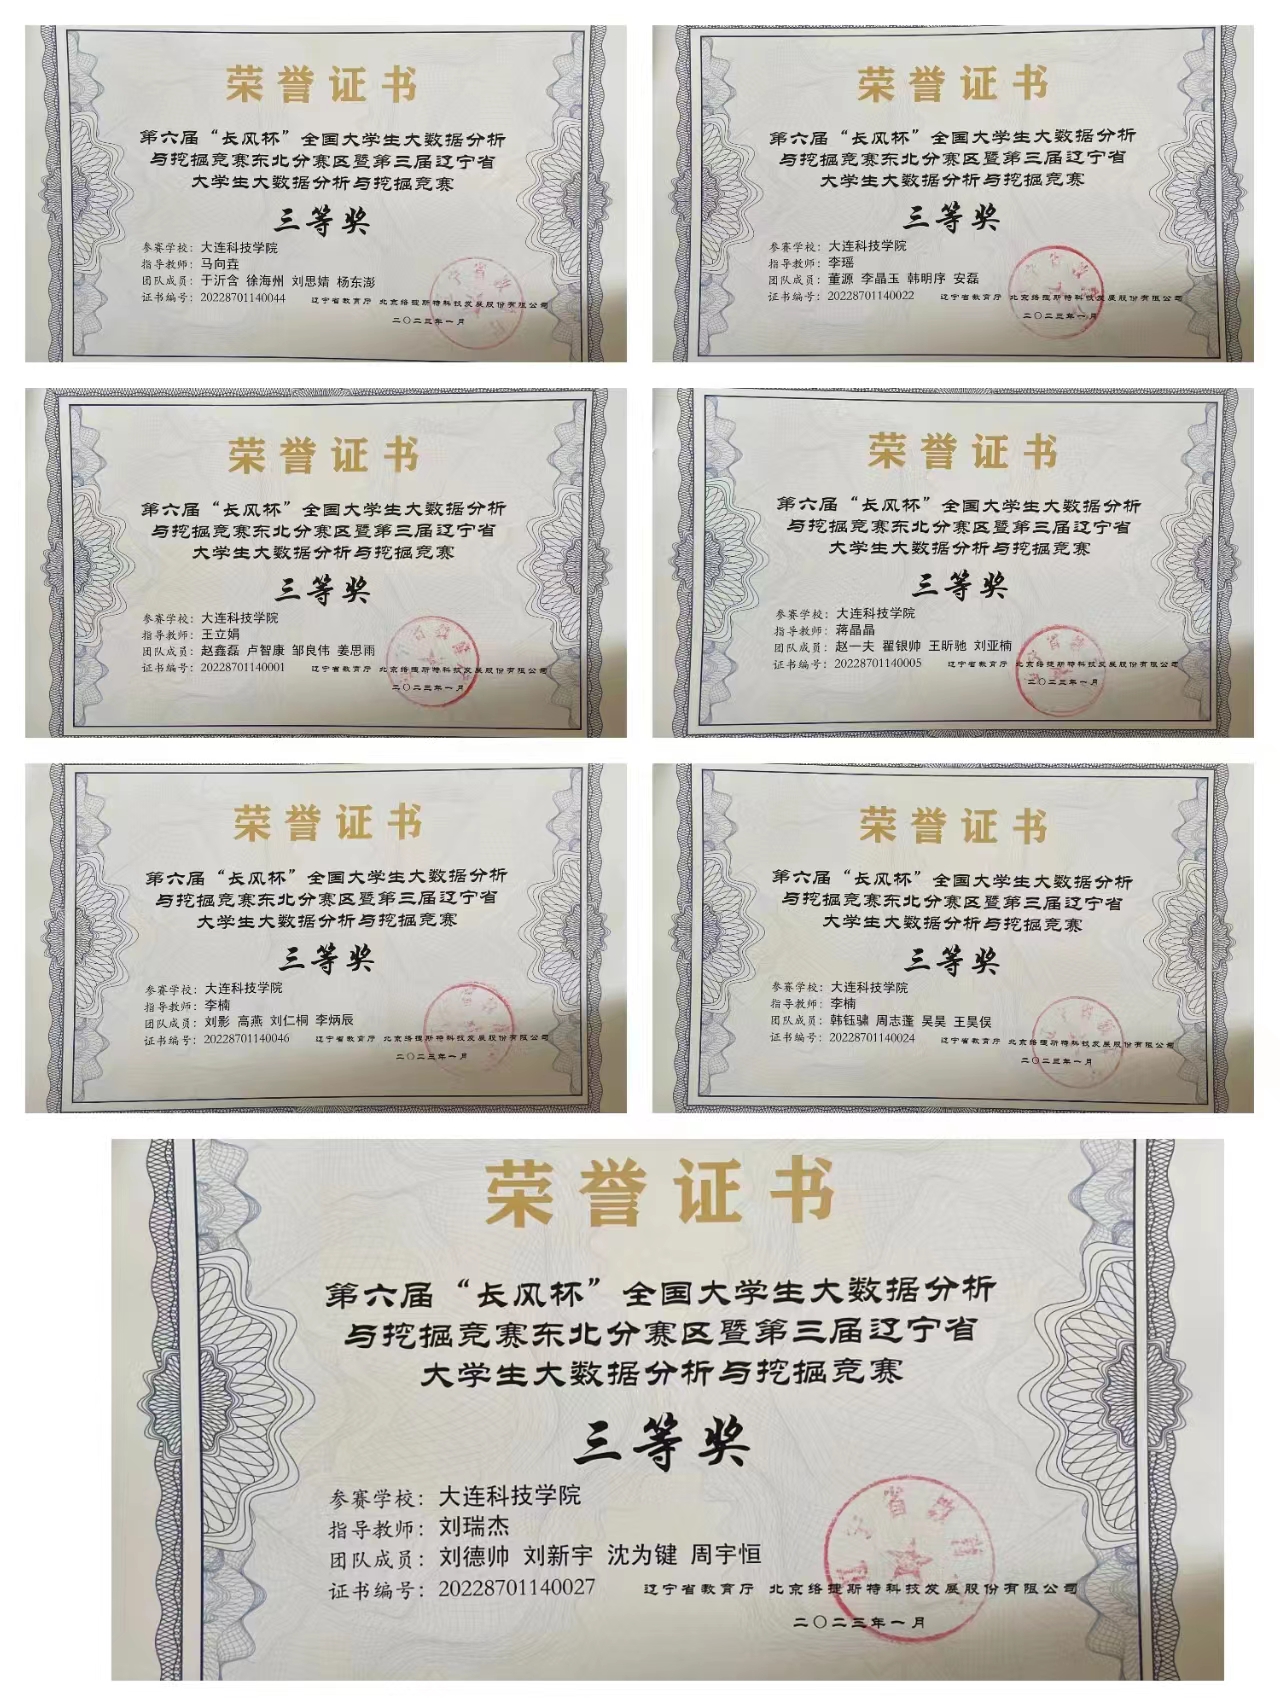 荣誉证书
第六届“长风杯”全国大学生大数据分析
与挖掘竞赛东北分赛区暨第三届辽宁省
大学生大数据分析与挖掘竞赛
三等奖
参赛学校：大连科技学院
指导教师：马向垚
团队成员：于沂含 徐海州 刘思婧 杨东澎
证书编号：20228701140044 辽宁省教育厅 北京络捷斯特科技发展股份有限公司
二〇二三年一月
荣誉证书
第六届“长风杯”全国大学生大数据分析
与挖掘竞赛东北分赛区暨第三届辽宁省
大学生大数据分析与挖掘竞赛
三等奖
参赛学校：大连科技学院
指导教师：李瑶
团队成员：董源 李晶玉 韩明序 安磊
证书编号：20228701140022 辽宁省教育厅 北京络捷斯特科技发展股份有限公司
二〇二三年一月
荣誉证书
第六届“长风杯”全国大学生大数据分析
与挖掘竞赛东北分赛区暨第三届辽宁省
大学生大数据分析与挖掘竞赛
三等奖
参赛学校：大连科技学院
指导教师：王立娟
团队成员：赵鑫磊 卢智康 邹良伟 姜思雨
证书编号：20228701140001 辽宁省教育厅 北京络捷斯特科技发展股份有限公司
二〇二三年一月
荣誉证书
第六届“长风杯”全国大学生大数据分析
与挖掘竞赛东北分赛区暨第三届辽宁省
大学生大数据分析与挖掘竞赛
三等奖
参赛学校：大连科技学院
指导教师：蒋晶晶
团队成员：赵一夫 翟银帅 王昕驰 刘亚楠
证书编号：20228701140005 辽宁省教育厅 北京络捷斯特科技发展股份有限公司
二〇二三年一月
荣誉证书
第六届“长风杯”全国大学生大数据分析
与挖掘竞赛东北分赛区暨第三届辽宁省
大学生大数据分析与挖掘竞赛
三等奖
参赛学校：大连科技学院
指导教师：李楠
团队成员：刘影 高燕 刘仁桐 李炳辰
证书编号：20228701140046 辽宁省教育厅 北京络捷斯特科技发展股份有限公司
二〇二三年一月
荣誉证书
第六届“长风杯”全国大学生大数据分析
与挖掘竞赛东北分赛区暨第三届辽宁省
大学生大数据分析与挖掘竞赛
三等奖
参赛学校：大连科技学院
指导教师：李楠
团队成员：韩钰骕 周志蓬 吴昊 王昊俣
证书编号：20228701140024 辽宁省教育厅 北京络捷斯特科技发展股份有限公司
二〇二三年一月
荣誉证书
第六届“长风杯”全国大学生大数据分析
与挖掘竞赛东北分赛区暨第三届辽宁省
大学生大数据分析与挖掘竞赛
三等奖
参赛学校：大连科技学院
指导教师：刘瑞杰
团队成员：刘德帅 刘新宇 沈为键 周宇恒
证书编号：20228701140027 辽宁省教育厅 北京络捷斯特科技发展股份有限公司
二〇二三年一月